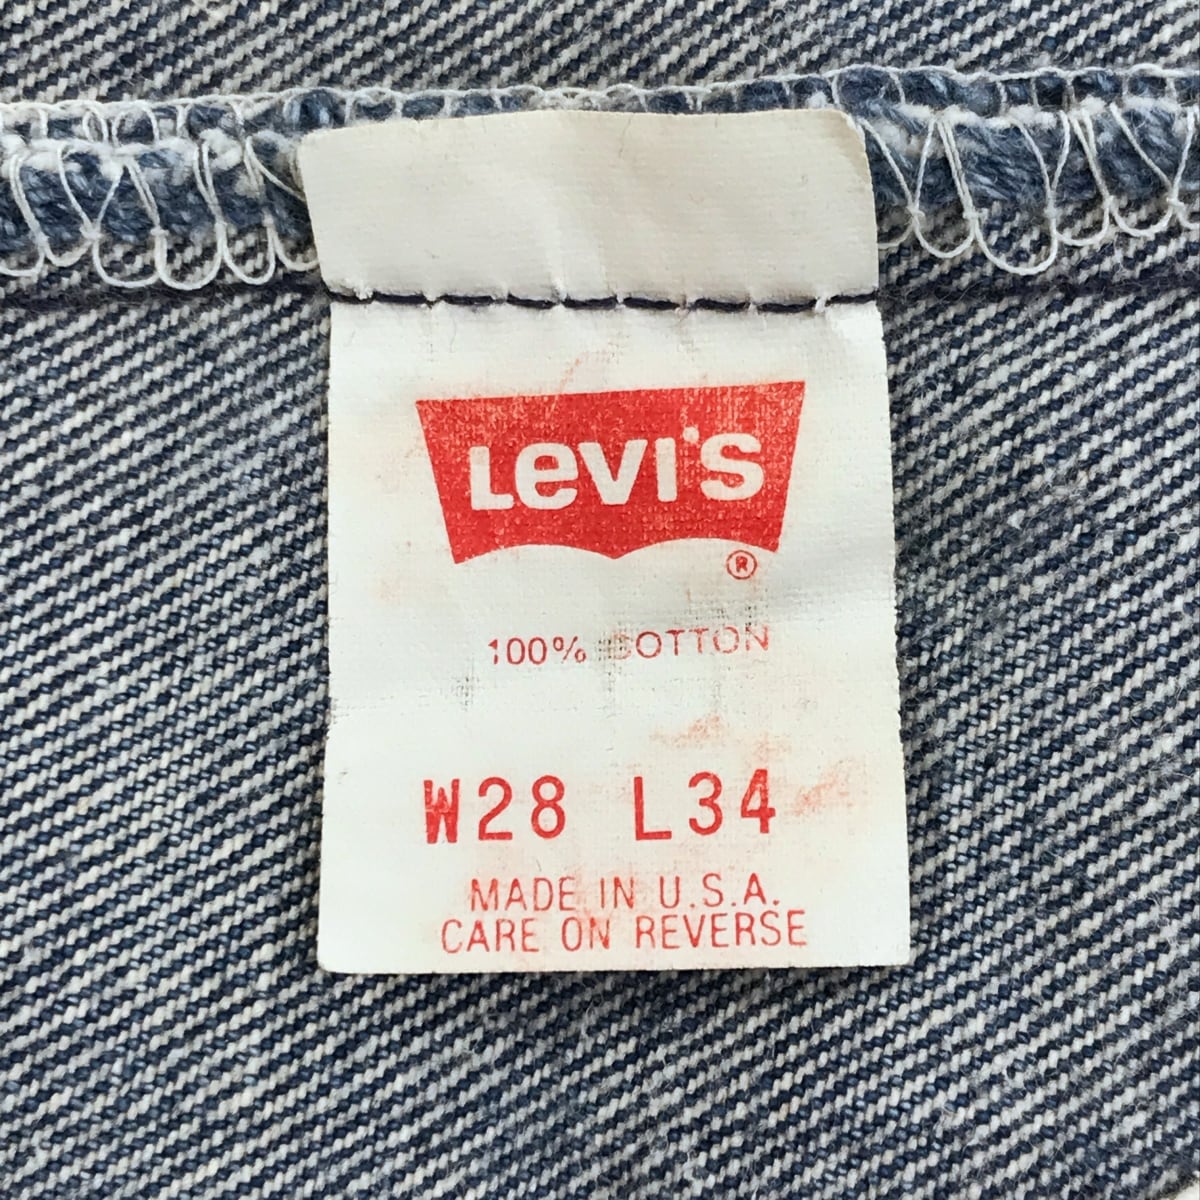 Levi's
®
100% COTTON
W28 L34
MADE IN U.S.A.
CARE ON REVERSE